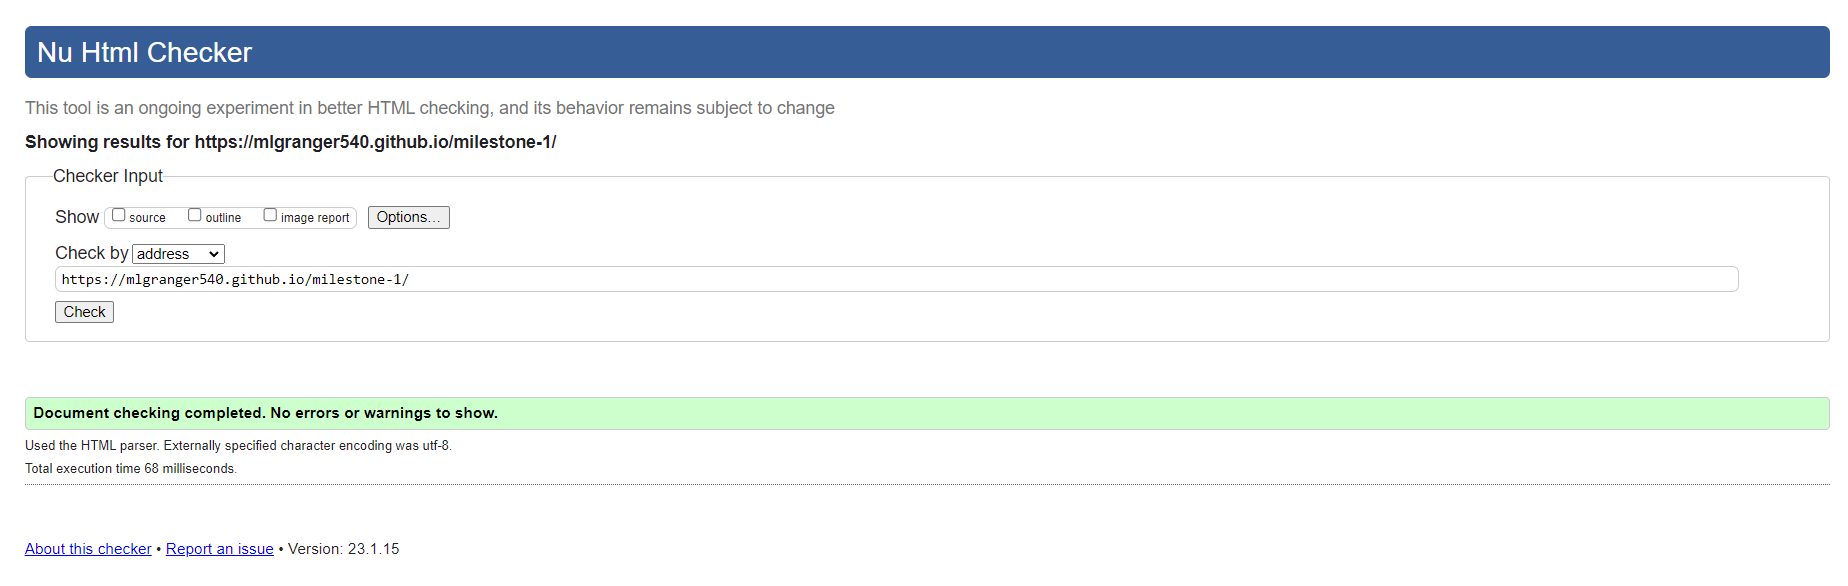 Nu Html Checker
This tool is an ongoing experiment in better HTML checking, and its behavior remains subject to change
Showing results for https://mlgranger540.github.io/milestone-1/
Checker Input
Show source outline image report Options...
Check by address
https://mlgranger540.github.io/milestone-1/
Check
Document checking completed. No errors or warnings to show.
Used the HTML parser. Externally specified character encoding was utf-8.
Total execution time 68 milliseconds.
About this checker • Report an issue • Version: 23.1.15